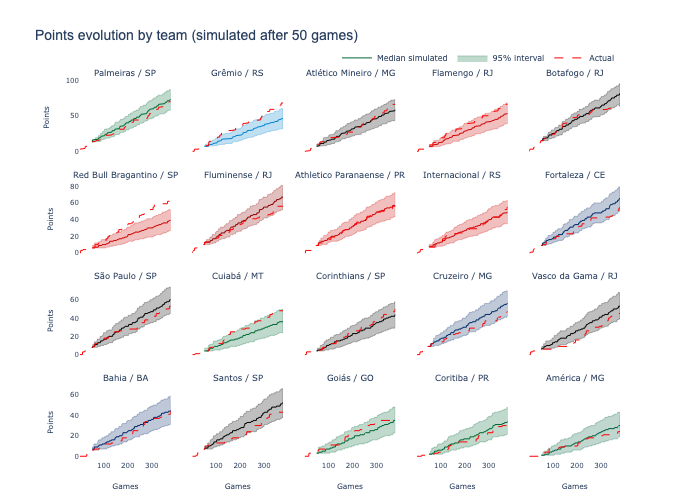 Points evolution by team (simulated after 50 games)
Median simulated 95% interval Actual
Palmeiras / SP Grêmio / RS Atlético Mineiro / MG Flamengo / RJ Botafogo / RJ
100
50
0
Points
Red Bull Bragantino / SP Fluminense / RJ Athletico Paranaense / PR Internacional / RS Fortaleza / CE
80
60
40
20
0
Points
São Paulo / SP Cuiabá / MT Corinthians / SP Cruzeiro / MG Vasco da Gama / RJ
60
40
20
0
Points
Bahia / BA Santos / SP Goiás / GO Coritiba / PR América / MG
60
40
20
0
Points
100 200 300 100 200 300 100 200 300 100 200 300 100 200 300
Games Games Games Games Games